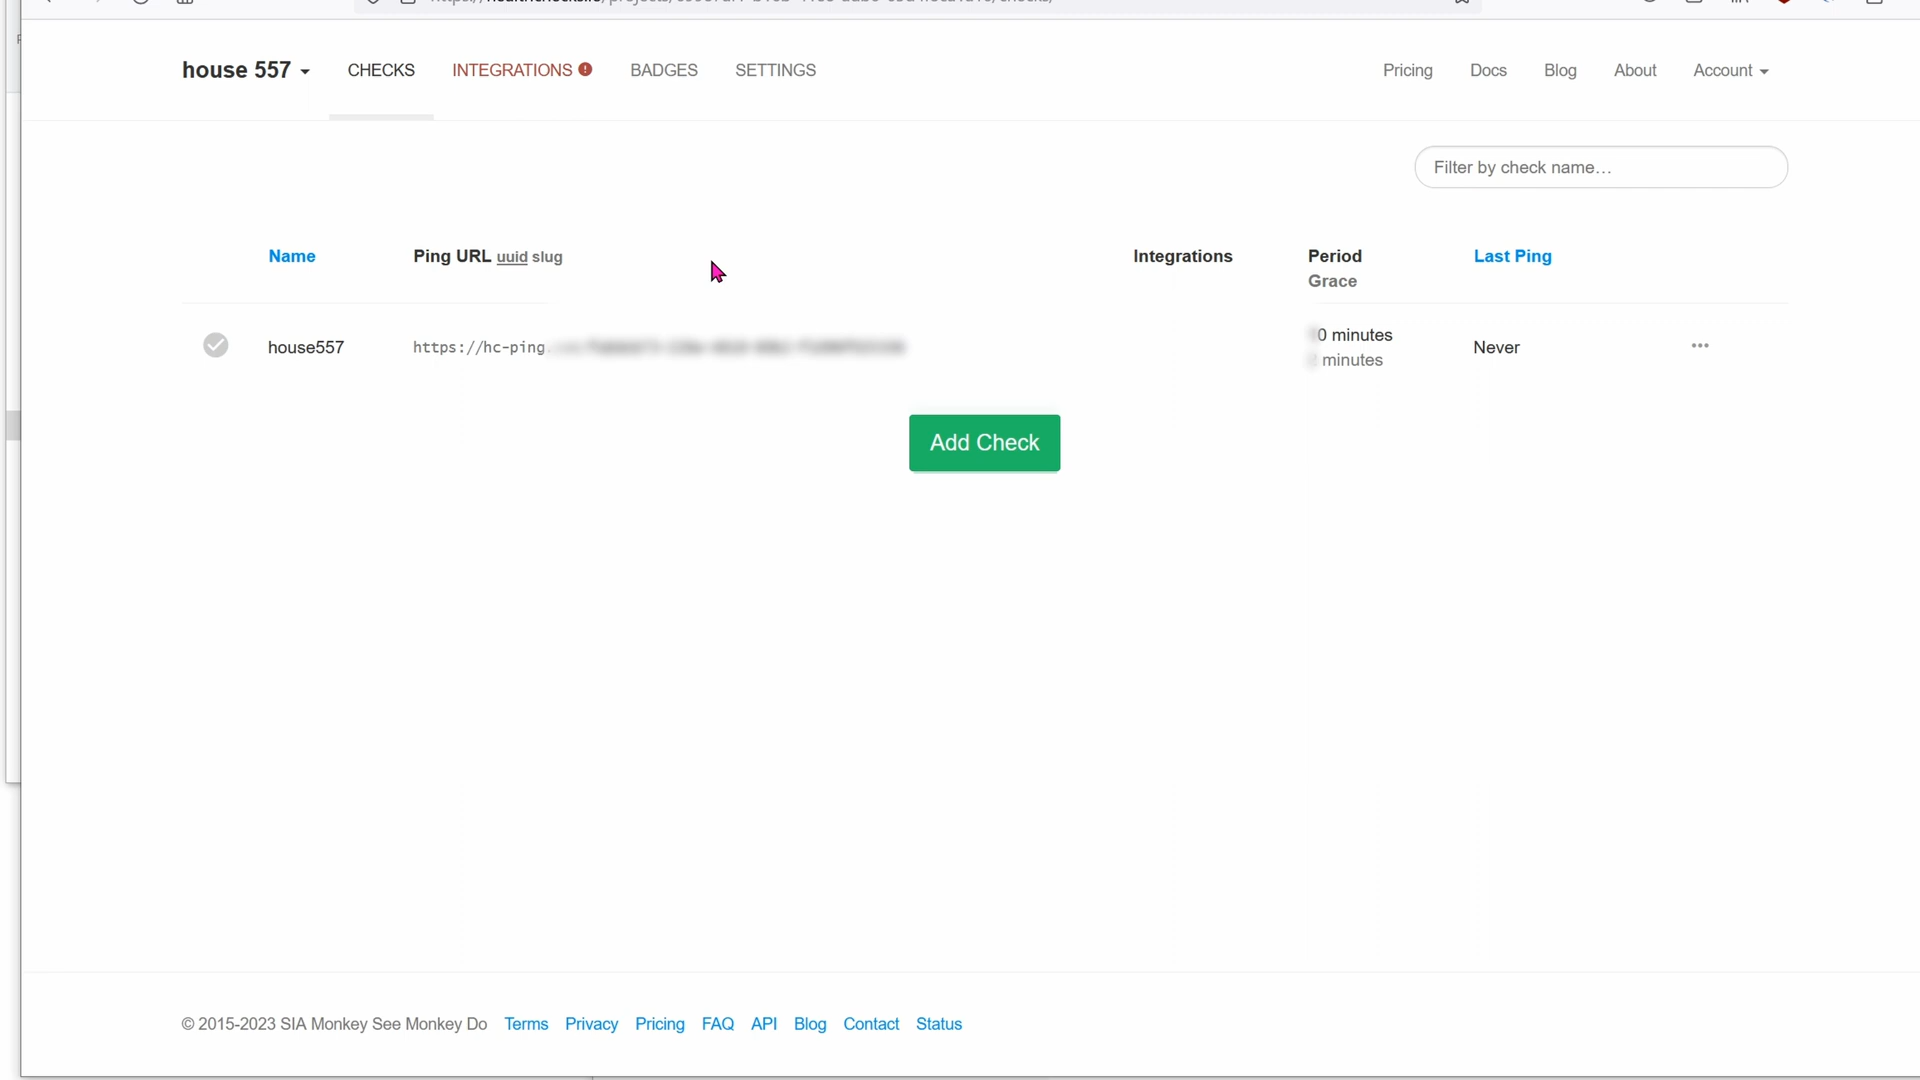 house 557 CHECKS INTEGRATIONS BADGES SETTINGS Pricing Docs Blog About Account
Filter by check name…
Name Ping URL uuid slug Integrations Period Last Ping
Grace
house557 https://hc-ping. 0 minutes Never
minutes
Add Check
© 2015-2023 SIA Monkey See Monkey Do Terms Privacy Pricing FAQ API Blog Contact Status